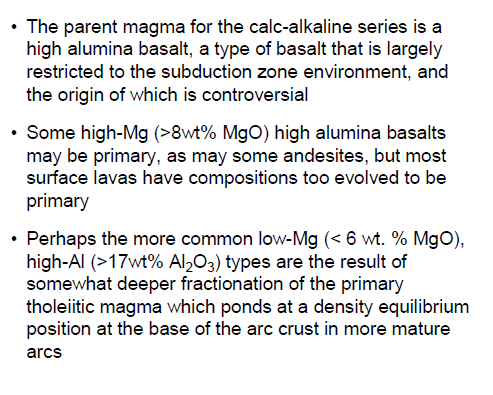 • The parent magma for the calc-alkaline series is a
high alumina basalt, a type of basalt that is largely
restricted to the subduction zone environment, and
the origin of which is controversial
• Some high-Mg (>8wt% MgO) high alumina basalts
may be primary, as may some andesites, but most
surface lavas have compositions too evolved to be
primary
• Perhaps the more common low-Mg (< 6 wt. % MgO),
high-Al (>17wt% Al₂O₃) types are the result of
somewhat deeper fractionation of the primary
tholeiitic magma which ponds at a density equilibrium
position at the base of the arc crust in more mature
arcs